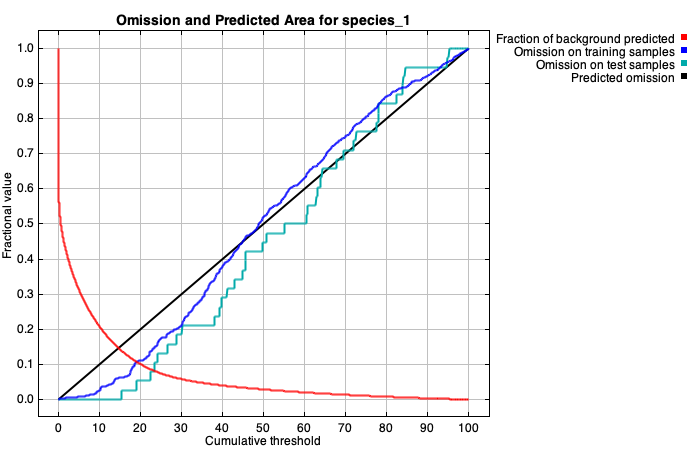 Omission and Predicted Area for species_1
Fraction of background predicted
Omission on training samples
Omission on test samples
Predicted omission
Fractional value
1.0
0.9
0.8
0.7
0.6
0.5
0.4
0.3
0.2
0.1
0.0
0 10 20 30 40 50 60 70 80 90 100
Cumulative threshold